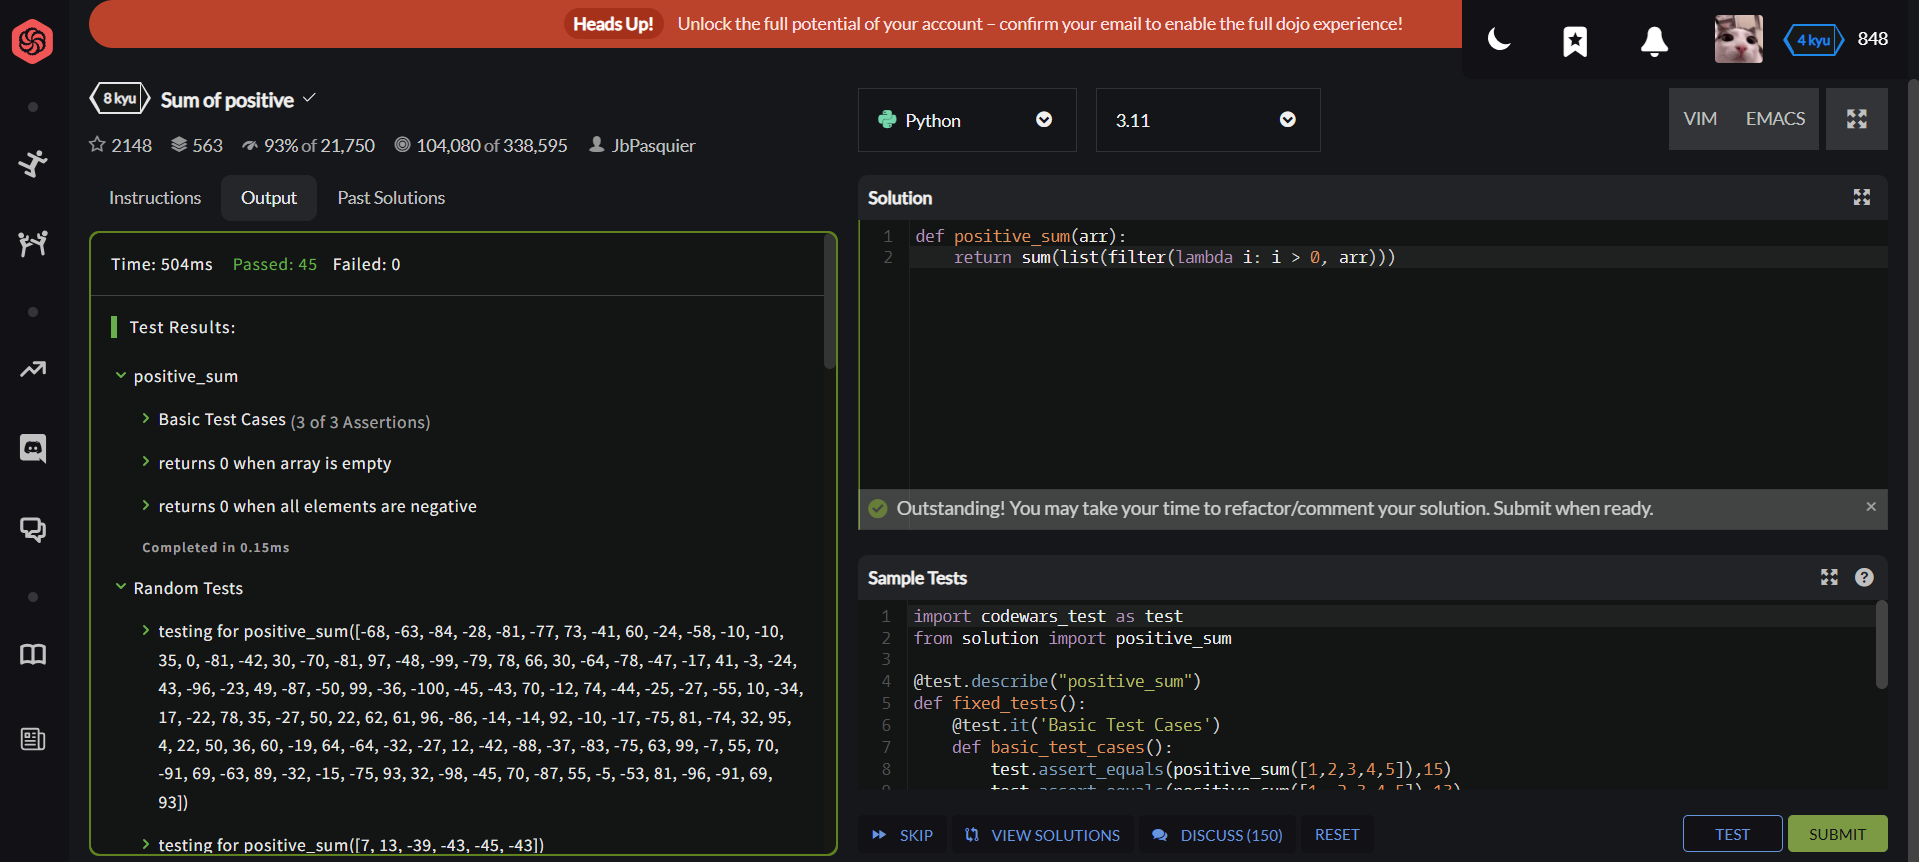 Heads Up! Unlock the full potential of your account – confirm your email to enable the full dojo experience!
4 kyu 848
8 kyu Sum of positive
2148 563 93% of 21,750 104,080 of 338,595 JbPasquier
Instructions Output Past Solutions
Time: 504ms Passed: 45 Failed: 0
Test Results:
positive_sum
Basic Test Cases (3 of 3 Assertions)
returns 0 when array is empty
returns 0 when all elements are negative
Completed in 0.15ms
Random Tests
testing for positive_sum([-68, -63, -84, -28, -81, -77, 73, -41, 60, -24, -58, -10, -10,
35, 0, -81, -42, 30, -70, -81, 97, -48, -99, -79, 78, 66, 30, -64, -78, -47, -17, 41, -3, -24,
43, -96, -23, 49, -87, -50, 99, -36, -100, -45, -43, 70, -12, 74, -44, -25, -27, -55, 10, -34,
17, -22, 78, 35, -27, 50, 22, 62, 61, 96, -86, -14, -14, 92, -10, -17, -75, 81, -74, 32, 95,
4, 22, 50, 36, 60, -19, 64, -64, -32, -27, 12, -42, -88, -37, -83, -75, 63, 99, -7, 55, 70,
-91, 69, -63, 89, -32, -15, -75, 93, 32, -98, -45, 70, -87, 55, -5, -53, 81, -96, -91, 69,
93])
testing for positive_sum([7, 13, -39, -43, -45, -43])
Python
3.11
VIM EMACS
Solution
1 def positive_sum(arr):
2     return sum(list(filter(lambda i: i > 0, arr)))
Outstanding! You may take your time to refactor/comment your solution. Submit when ready.
Sample Tests
1 import codewars_test as test
2 from solution import positive_sum
3
4 @test.describe("positive_sum")
5 def fixed_tests():
6     @test.it('Basic Test Cases')
7     def basic_test_cases():
8         test.assert_equals(positive_sum([1,2,3,4,5]),15)
SKIP VIEW SOLUTIONS DISCUSS (150) RESET
TEST SUBMIT